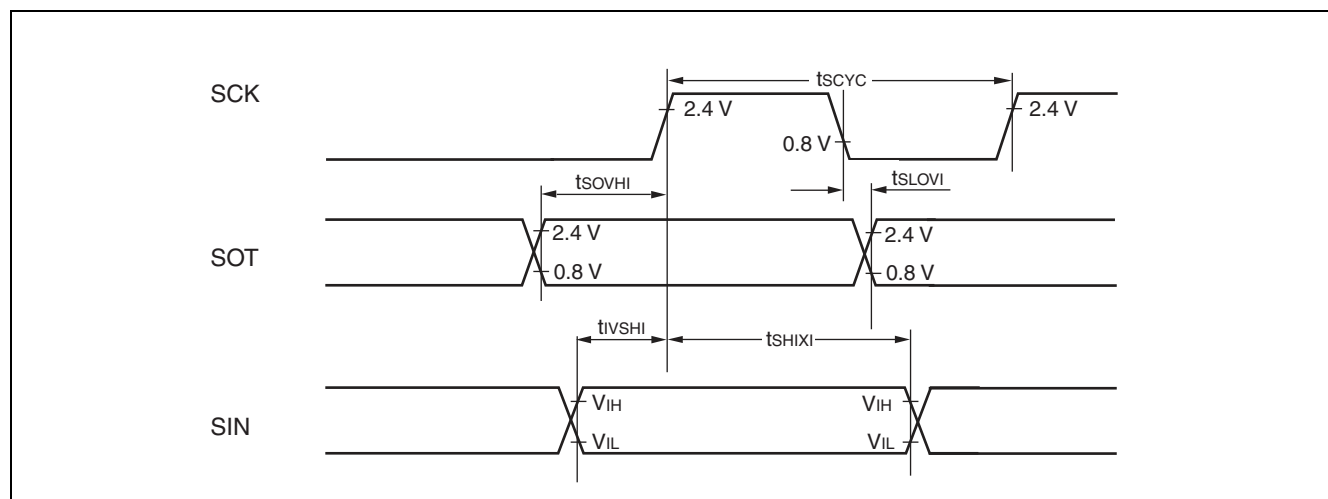 tSCYC
SCK
2.4 V
2.4 V
0.8 V
tSOVHI
tSLOVI
2.4 V
2.4 V
SOT
0.8 V
0.8 V
tIVSHI
tSHIXI
VIH
VIH
SIN
VIL
VIL